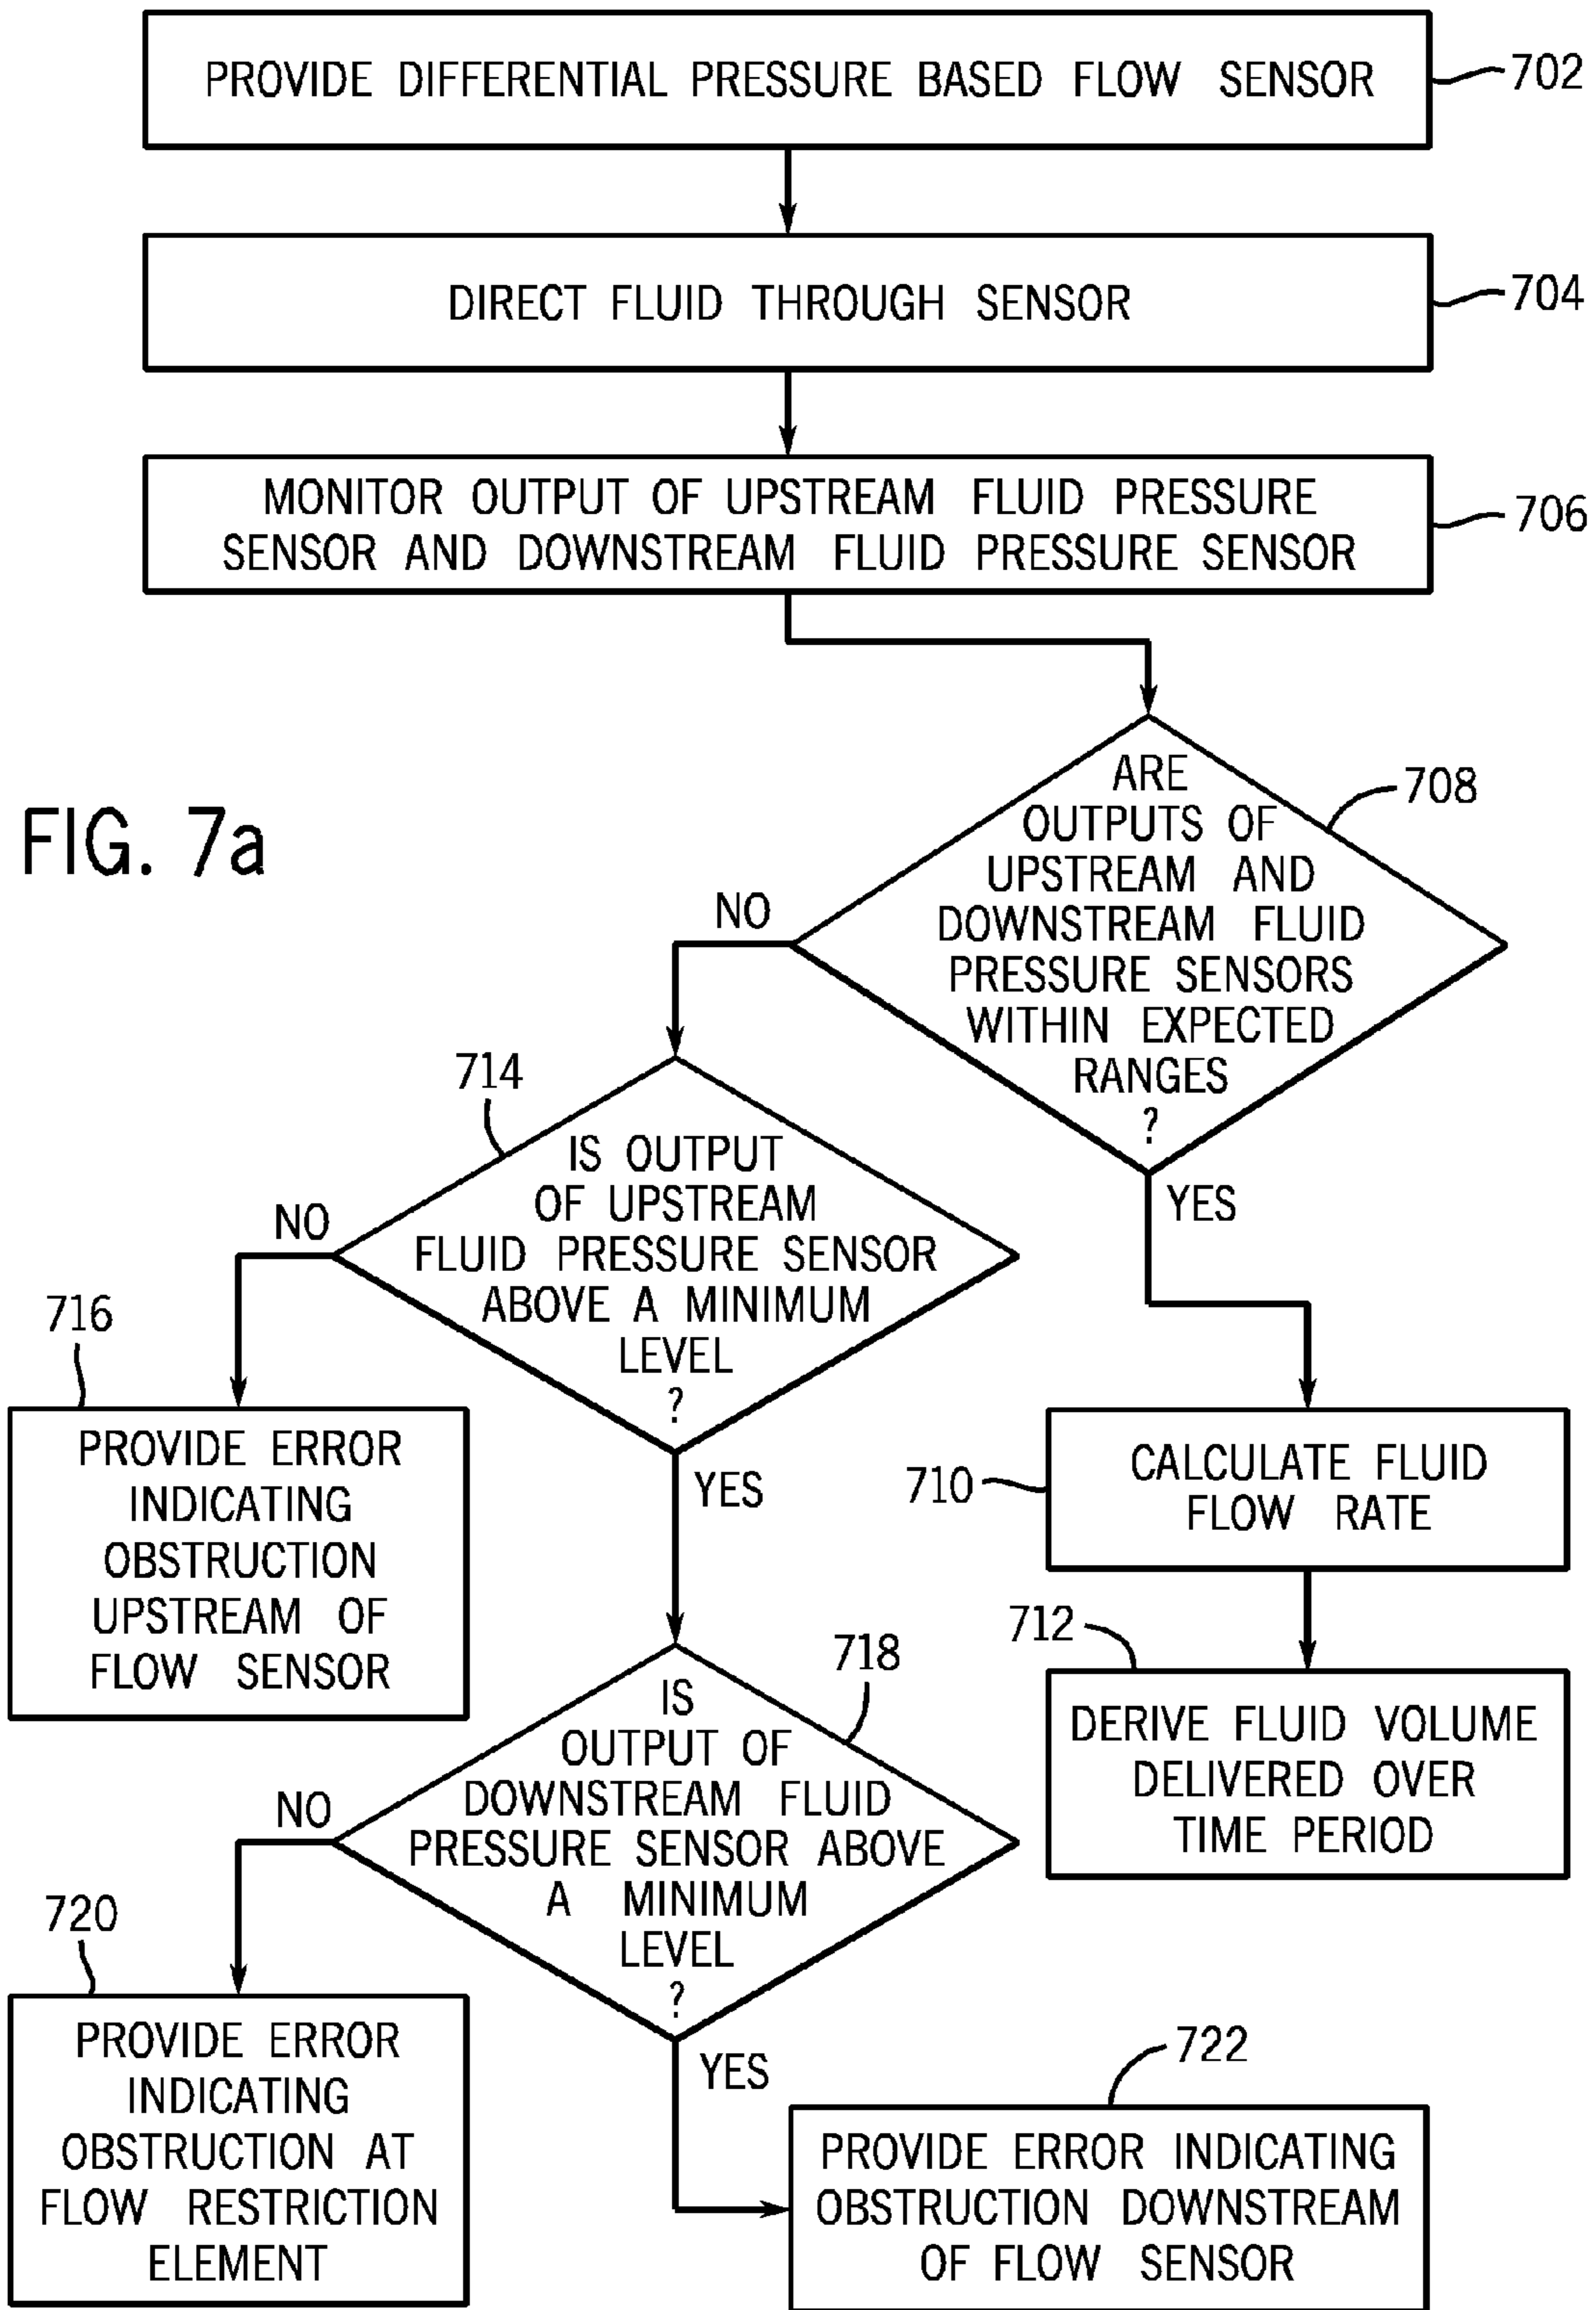 PROVIDE DIFFERENTIAL PRESSURE BASED FLOW SENSOR
702
DIRECT FLUID THROUGH SENSOR
704
MONITOR OUTPUT OF UPSTREAM FLUID PRESSURE
SENSOR AND DOWNSTREAM FLUID PRESSURE SENSOR
706
FIG. 7a
ARE
OUTPUTS OF
UPSTREAM AND
DOWNSTREAM FLUID
PRESSURE SENSORS
WITHIN EXPECTED
RANGES
?
708
NO
YES
714
IS OUTPUT
OF UPSTREAM
FLUID PRESSURE SENSOR
ABOVE A MINIMUM
LEVEL
?
NO
YES
716
PROVIDE ERROR
INDICATING
OBSTRUCTION
UPSTREAM OF
FLOW SENSOR
710
CALCULATE FLUID
FLOW RATE
712
DERIVE FLUID VOLUME
DELIVERED OVER
TIME PERIOD
718
IS
OUTPUT OF
DOWNSTREAM FLUID
PRESSURE SENSOR ABOVE
A MINIMUM
LEVEL
?
NO
YES
720
PROVIDE ERROR
INDICATING
OBSTRUCTION AT
FLOW RESTRICTION
ELEMENT
722
PROVIDE ERROR INDICATING
OBSTRUCTION DOWNSTREAM
OF FLOW SENSOR